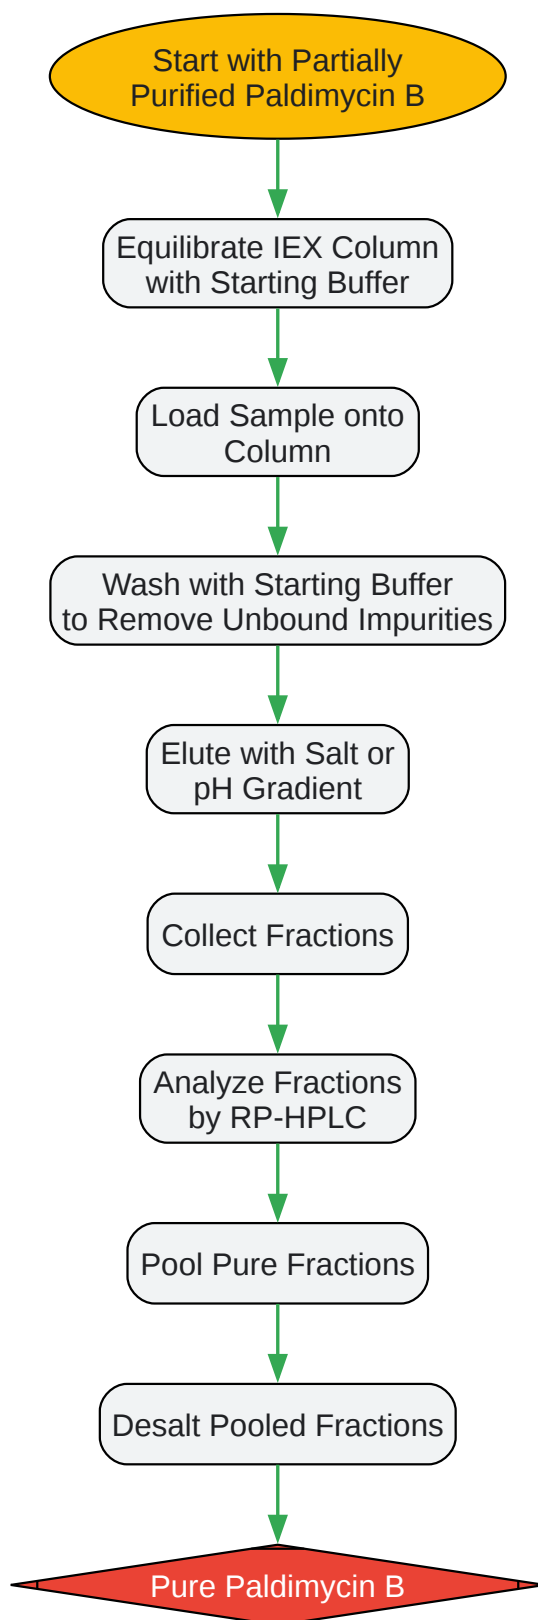 Start with Partially
Purified Paldimycin B
Equilibrate IEX Column
with Starting Buffer
Load Sample onto
Column
Wash with Starting Buffer
to Remove Unbound Impurities
Elute with Salt or
pH Gradient
Collect Fractions
Analyze Fractions
by RP-HPLC
Pool Pure Fractions
Desalt Pooled Fractions
Pure Paldimycin B